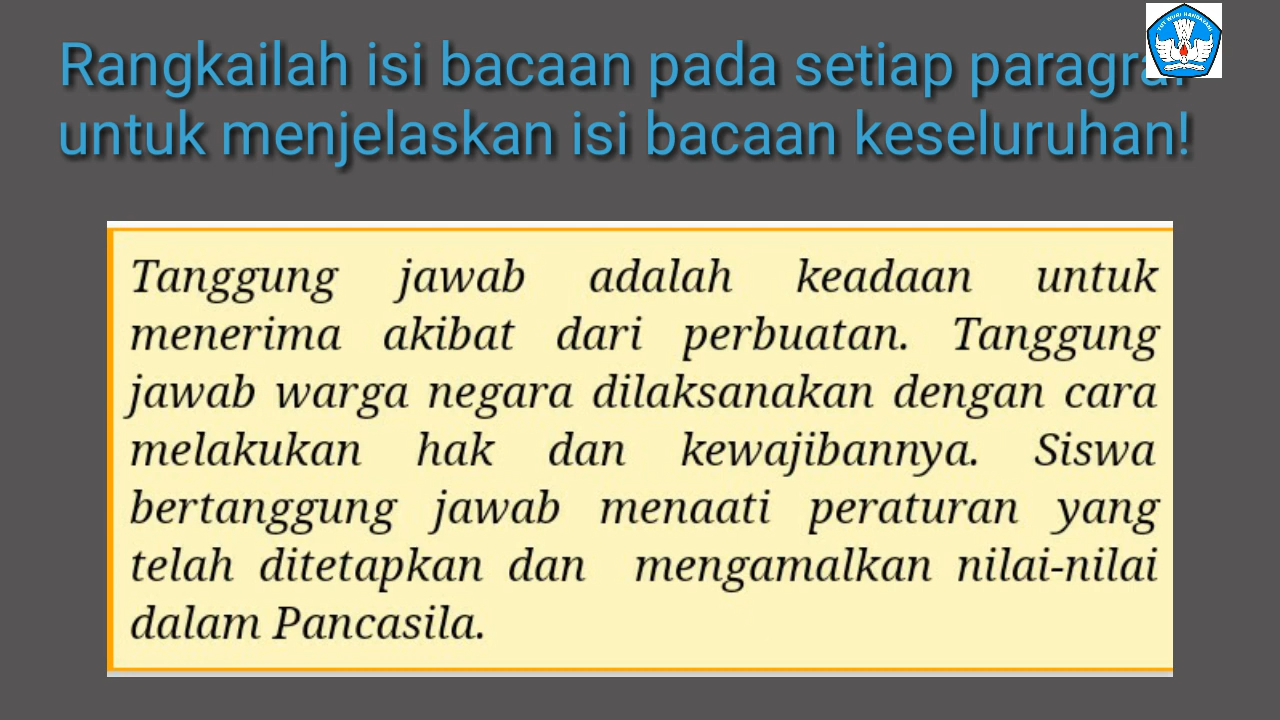 Rangkailah isi bacaan pada setiap paragraf
untuk menjelaskan isi bacaan keseluruhan!
Tanggung jawab adalah keadaan untuk
menerima akibat dari perbuatan. Tanggung
jawab warga negara dilaksanakan dengan cara
melakukan hak dan kewajibannya. Siswa
bertanggung jawab menaati peraturan yang
telah ditetapkan dan mengamalkan nilai-nilai
dalam Pancasila.